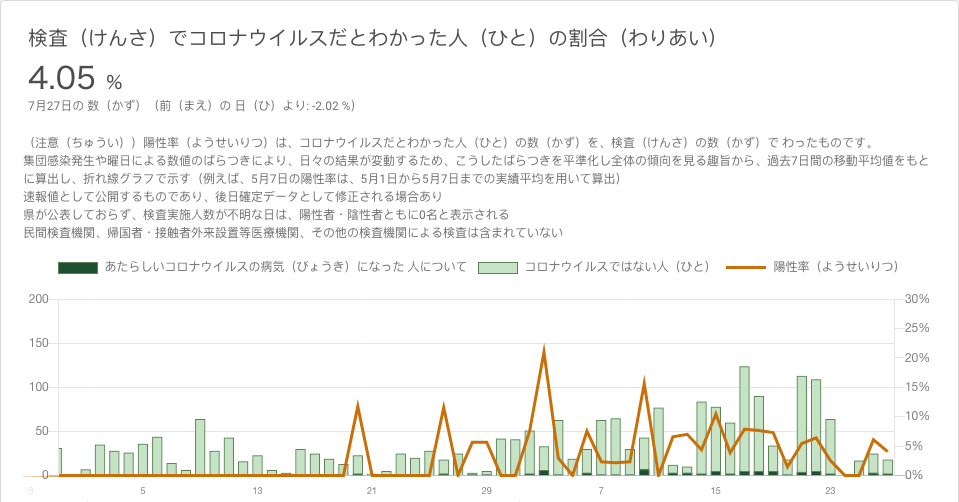 検査（けんさ）でコロナウイルスだとわかった人（ひと）の割合（わりあい）
4.05 %
7月27日の 数（かず）（前（まえ）の 日（ひ）より: -2.02 %）
（注意（ちゅうい））陽性率（ようせいりつ）は、コロナウイルスだとわかった人（ひと）の数（かず）を、検査（けんさ）の数（かず）で わったものです。
集団感染発生や曜日による数値のばらつきにより、日々の結果が変動するため、こうしたばらつきを平準化し全体の傾向を見る趣旨から、過去7日間の移動平均値をもと
に算出し、折れ線グラフで示す（例えば、5月7日の陽性率は、5月1日から5月7日までの実績平均を用いて算出）
速報値として公開するものであり、後日確定データとして修正される場合あり
県が公表しておらず、検査実施人数が不明な日は、陽性者・陰性者ともに0名と表示される
民間検査機関、帰国者・接触者外来設置等医療機関、その他の検査機関による検査は含まれていない
あたらしいコロナウイルスの病気（びょうき）になった 人について コロナウイルスではない人（ひと） 陽性率（ようせいりつ）
200 30%
25%
150
20%
100 15%
10%
50
5%
0 0%
5 13 21 29 7 15 23